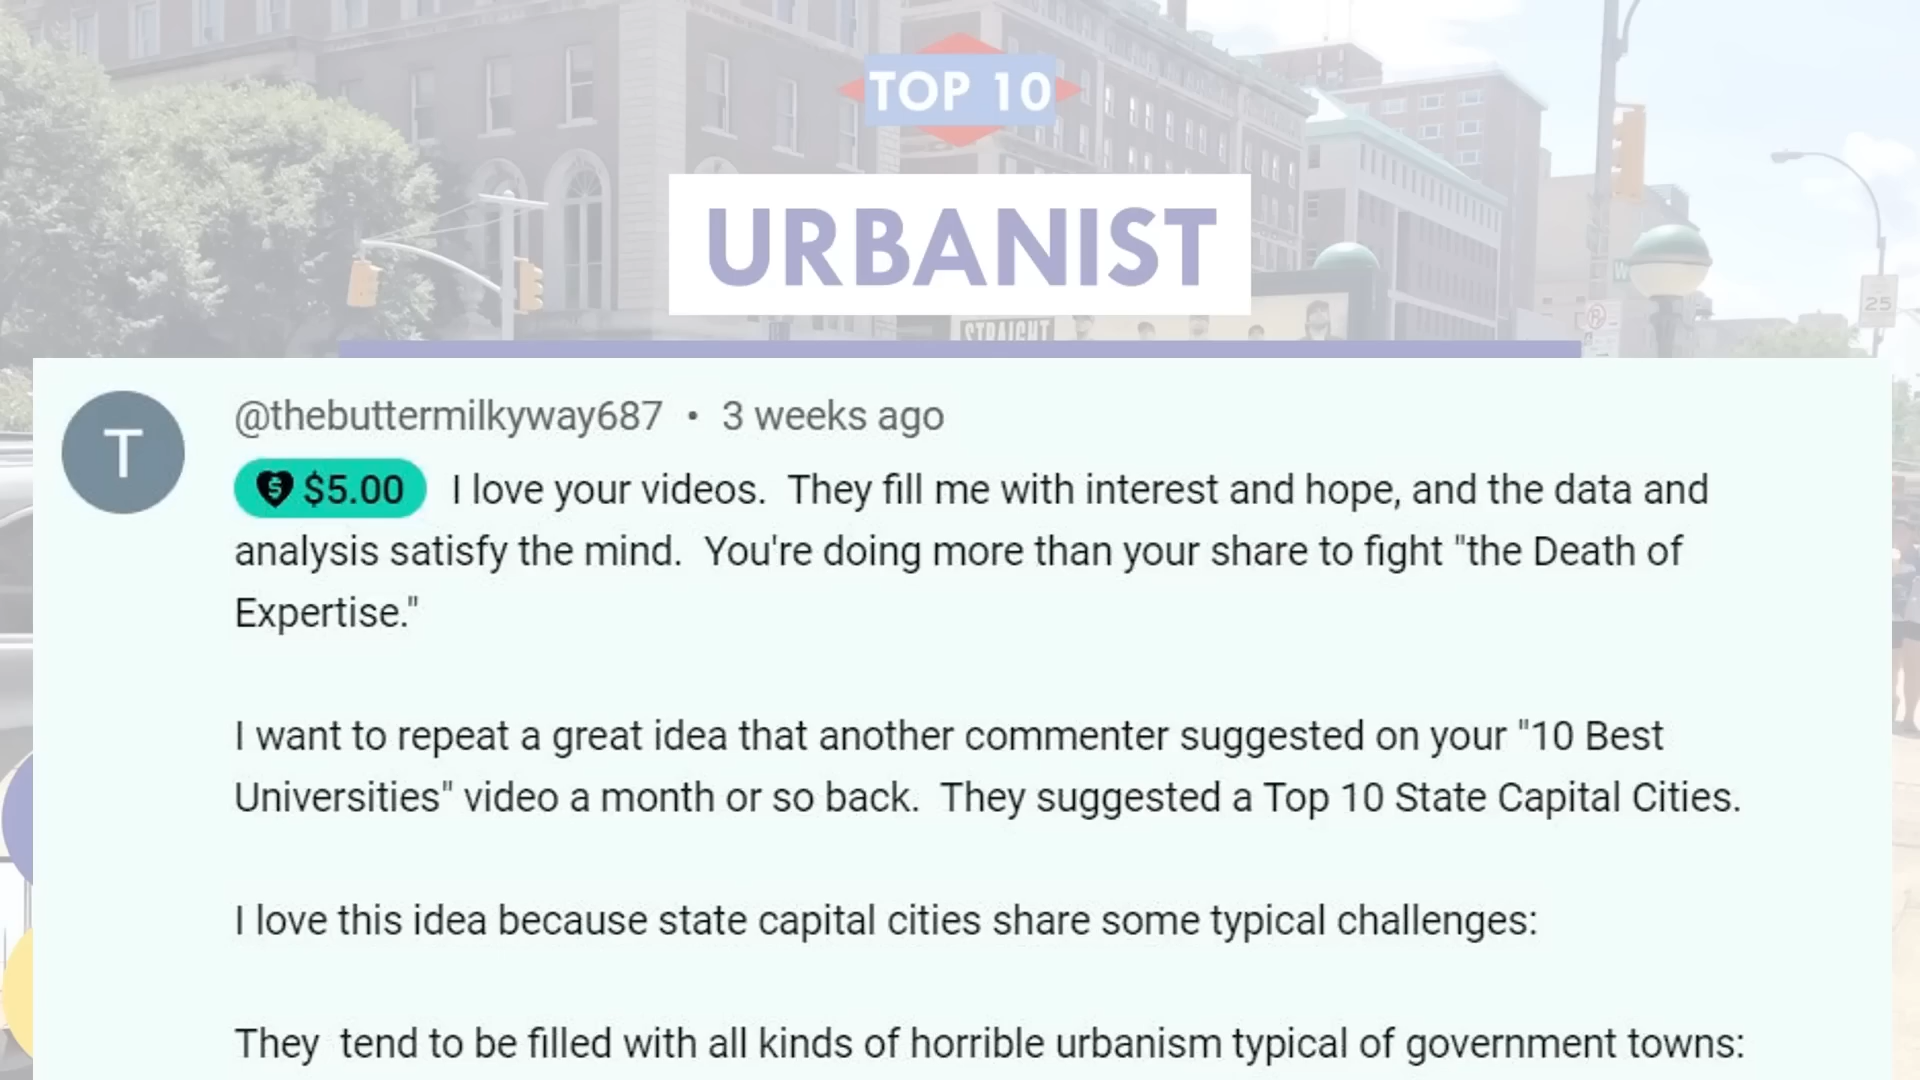 TOP 10
URBANIST
STRAIGHT
25
@thebuttermilkyway687 • 3 weeks ago
$5.00 I love your videos. They fill me with interest and hope, and the data and
analysis satisfy the mind. You're doing more than your share to fight "the Death of
Expertise."
I want to repeat a great idea that another commenter suggested on your "10 Best
Universities" video a month or so back. They suggested a Top 10 State Capital Cities.
I love this idea because state capital cities share some typical challenges:
They tend to be filled with all kinds of horrible urbanism typical of government towns:
T